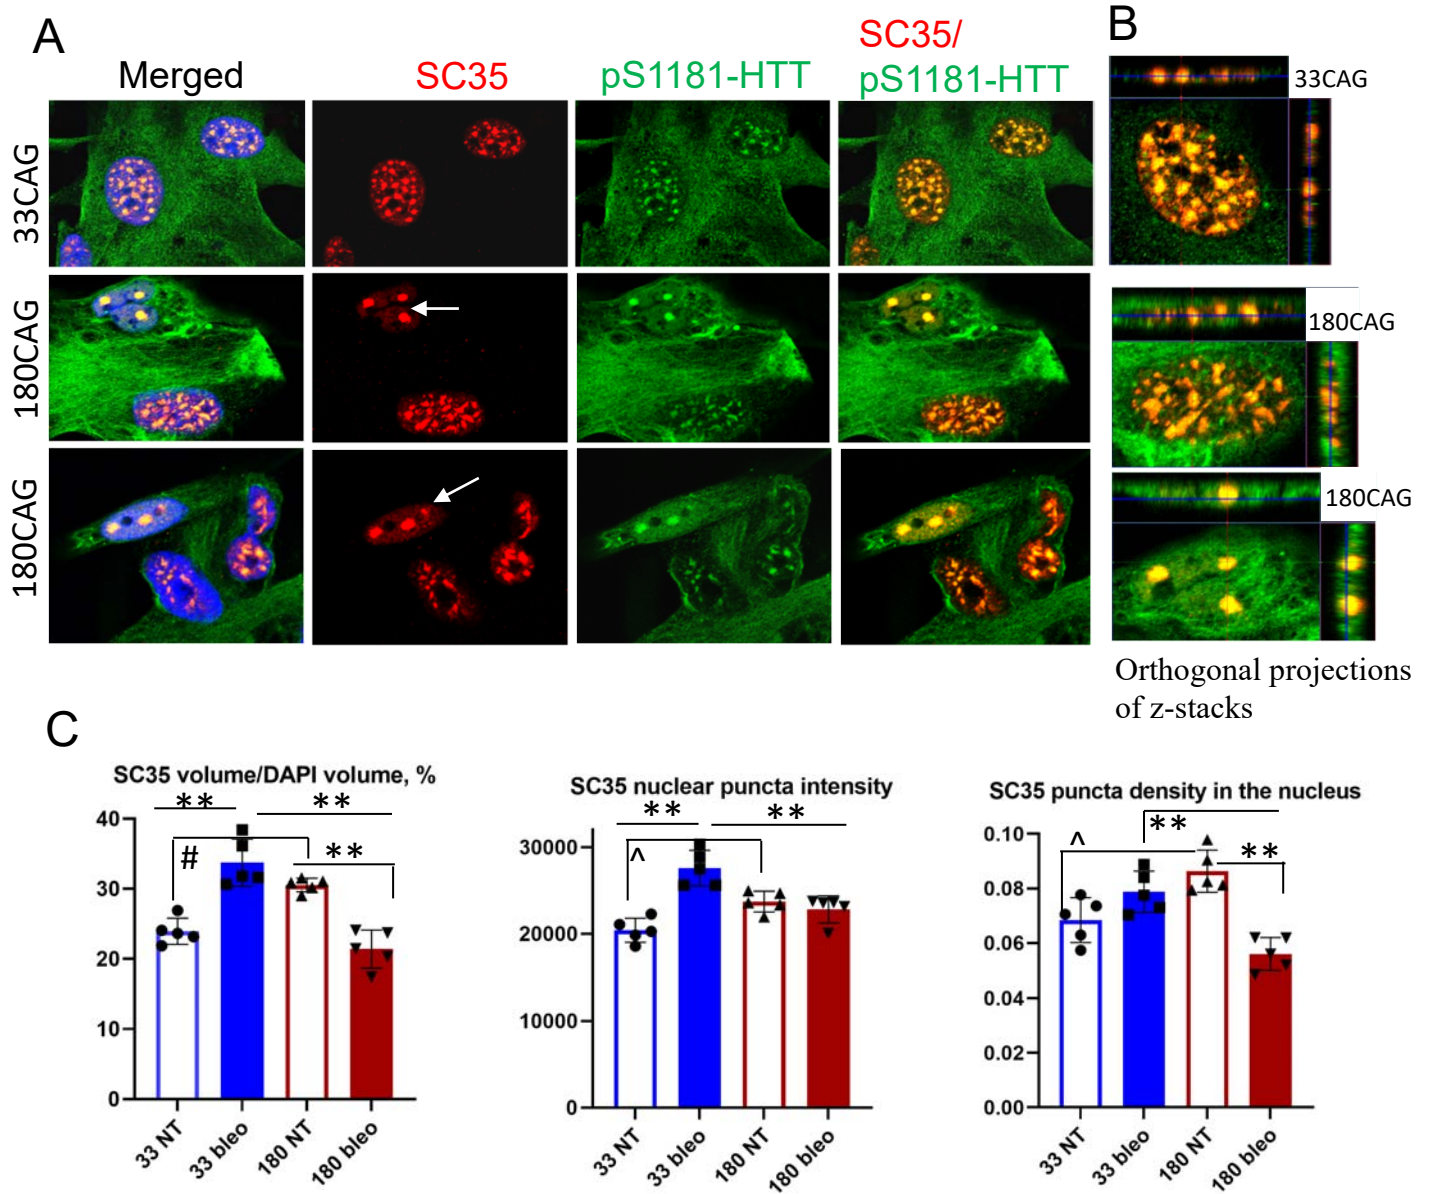 A
B
Merged
SC35
pS1181-HTT
SC35/
pS1181-HTT
33CAG
180CAG
180CAG
33CAG
180CAG
180CAG
Orthogonal projections
of z-stacks
C
SC35 volume/DAPI volume, %
** **
# **
40
30
20
10
0
33 NT
33 bleo
180 NT
180 bleo
SC35 nuclear puncta intensity
** **
^
30000
20000
10000
0
33 NT
33 bleo
180 NT
180 bleo
SC35 puncta density in the nucleus
**
^ **
0.10
0.08
0.06
0.04
0.02
0.00
33 NT
33 bleo
180 NT
180 bleo